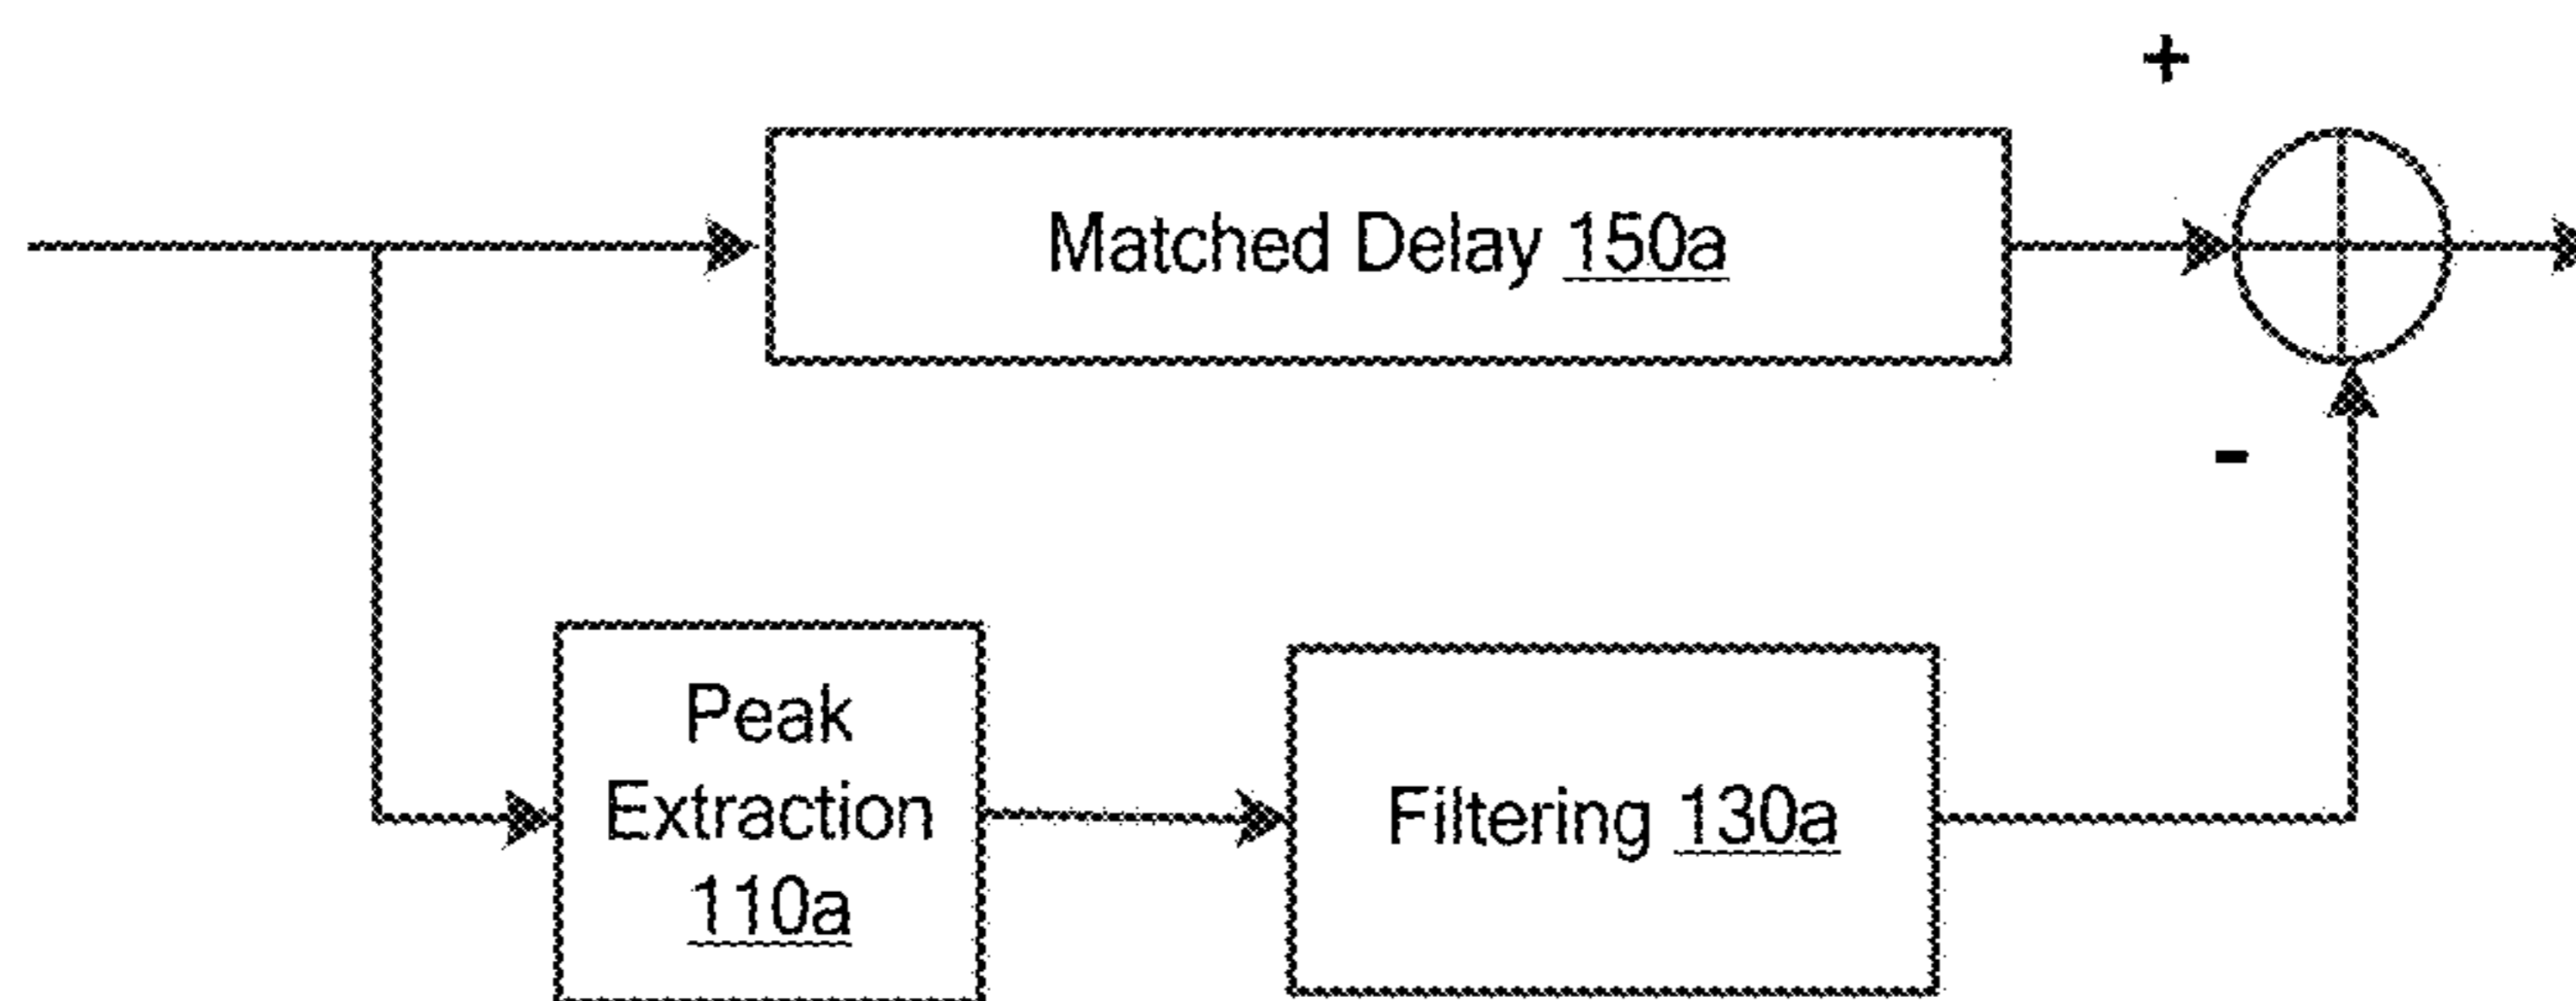 +
Matched Delay 150a
-
Peak
Extraction
110a
Filtering 130a